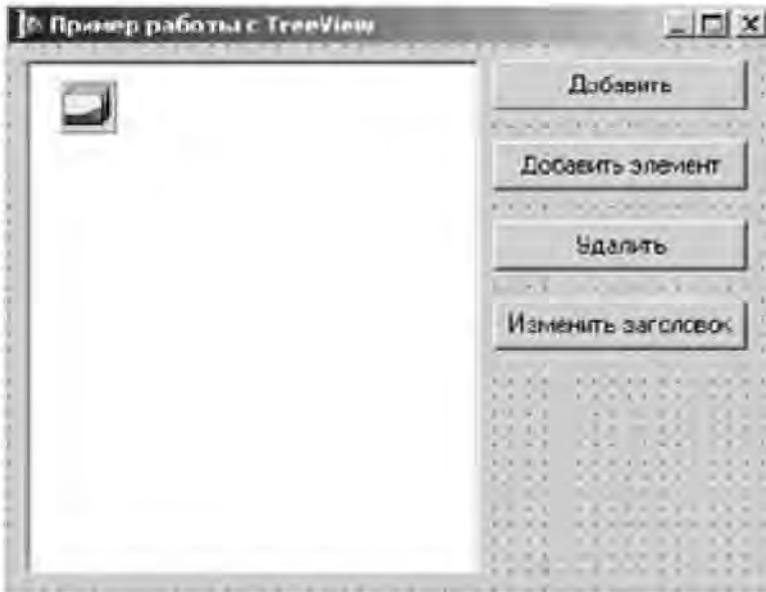 Пример работы с TreeView
Добавить
Добавить элемент
Удалить
Изменить заголовок